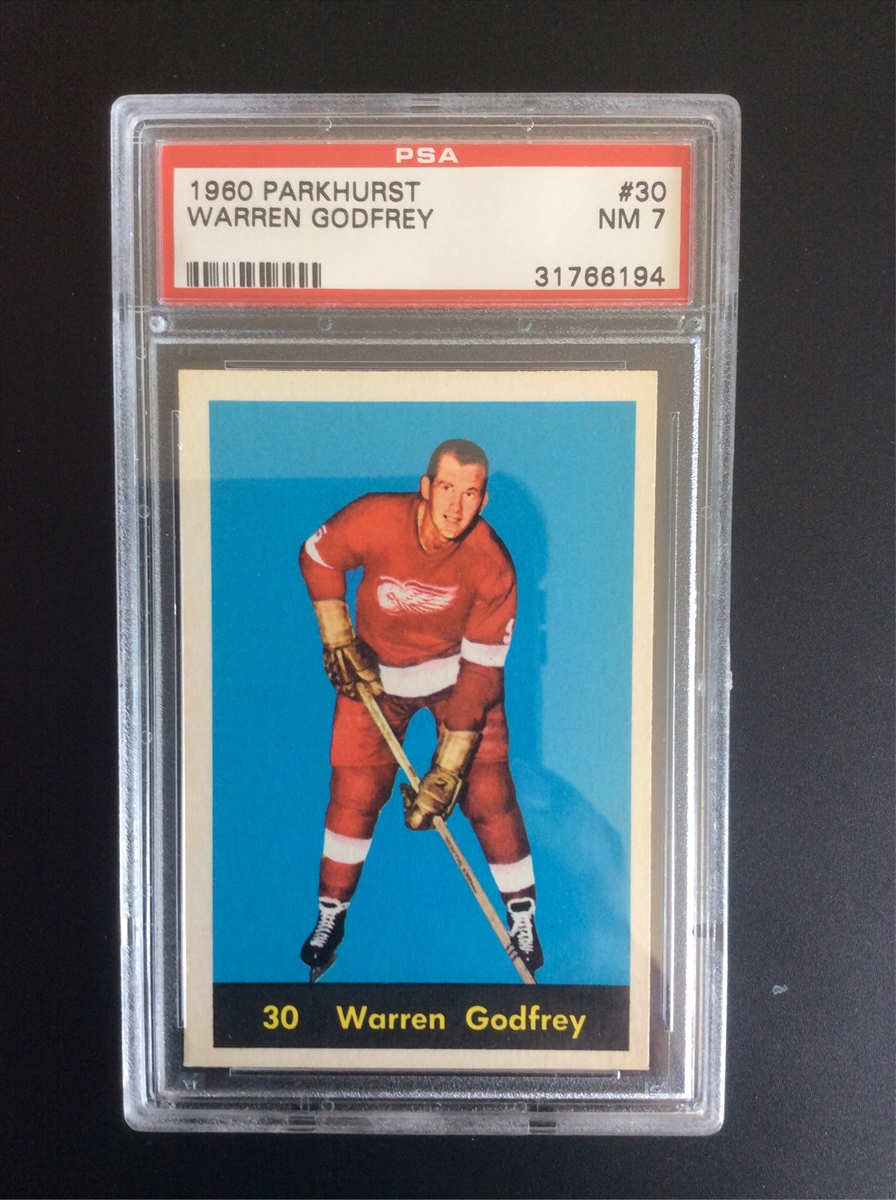 PSA
1960 PARKHURST #30
WARREN GODFREY NM 7
31766194
30 Warren Godfrey